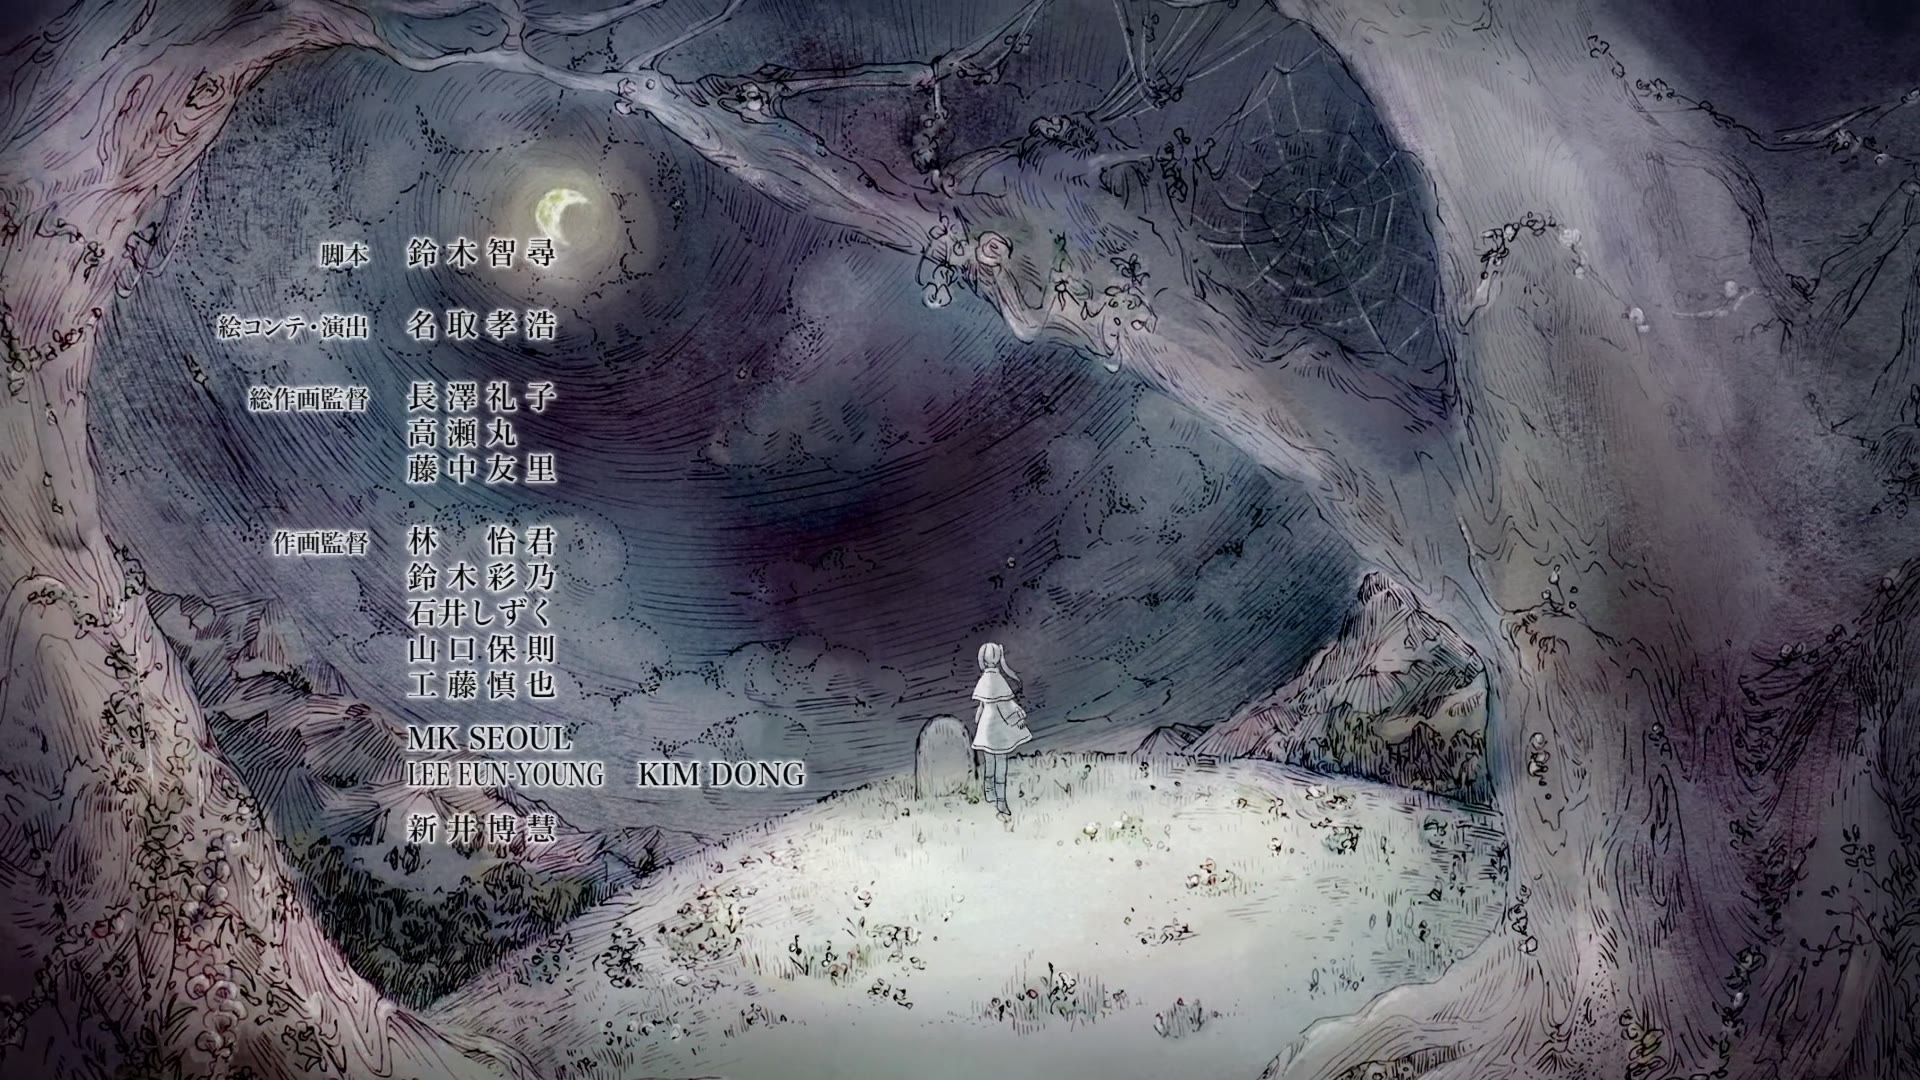 脚本 鈴木智尋
絵コンテ・演出 名取孝浩
総作画監督 長澤礼子
高瀬丸
藤中友里
作画監督 林 怡君
鈴木彩乃
石井しずく
山口保則
工藤慎也
MK SEOUL
LEE EUN-YOUNG KIM DONG
新井博慧